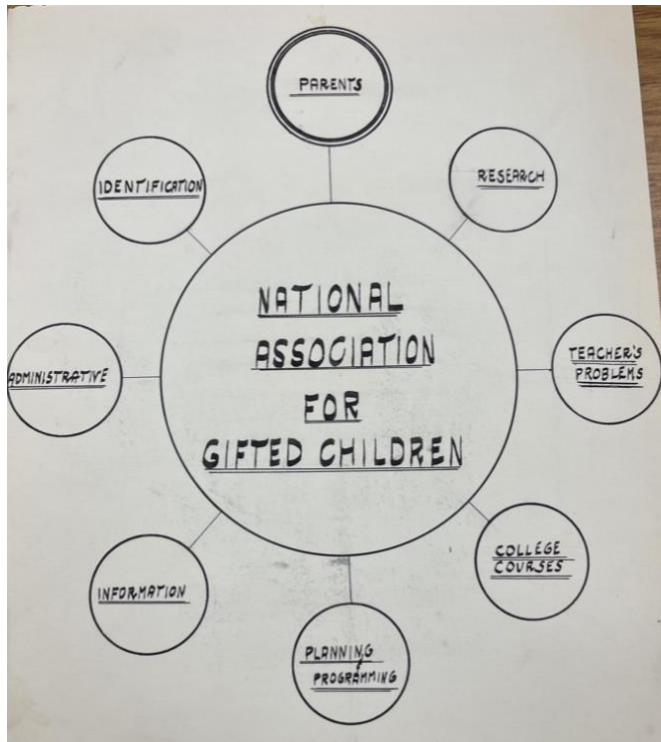 PARENTS
RESEARCH
TEACHER'S
PROBLEMS
COLLEGE
COURSES
PLANNING
PROGRAMMING
INFORMATION
ADMINISTRATIVE
IDENTIFICATION
NATIONAL
ASSOCIATION
FOR
GIFTED CHILDREN